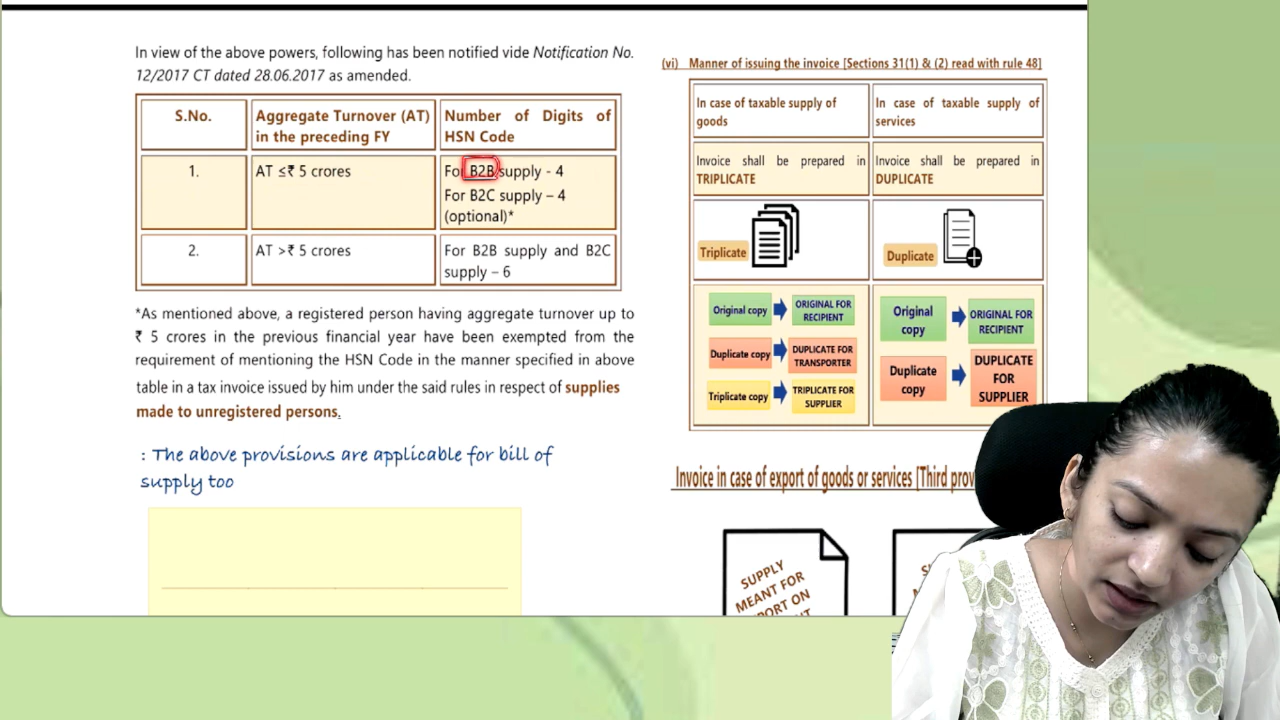 In view of the above powers, following has been notified vide Notification No.
12/2017 CT dated 28.06.2017 as amended.
S.No.
Aggregate Turnover (AT)
in the preceding FY
Number of Digits of
HSN Code
1.
AT ≤₹ 5 crores
For B2B supply - 4
For B2C supply – 4
(optional)*
2.
AT >₹ 5 crores
For B2B supply and B2C
supply – 6
*As mentioned above, a registered person having aggregate turnover up to
₹ 5 crores in the previous financial year have been exempted from the
requirement of mentioning the HSN Code in the manner specified in above
table in a tax invoice issued by him under the said rules in respect of supplies
made to unregistered persons.
: The above provisions are applicable for bill of
supply too
(vi) Manner of issuing the invoice [Sections 31(1) & (2) read with rule 48]
In case of taxable supply of
goods
In case of taxable supply of
services
Invoice shall be prepared in
TRIPLICATE
Invoice shall be prepared in
DUPLICATE
Triplicate
Duplicate
Original copy
ORIGINAL FOR
RECIPIENT
Duplicate copy
DUPLICATE FOR
TRANSPORTER
Triplicate copy
TRIPLICATE FOR
SUPPLIER
Original
copy
ORIGINAL FOR
RECIPIENT
Duplicate
copy
DUPLICATE
FOR
SUPPLIER
Invoice in case of export of goods or services [Third
SUPPLY
MEANT FOR
ON